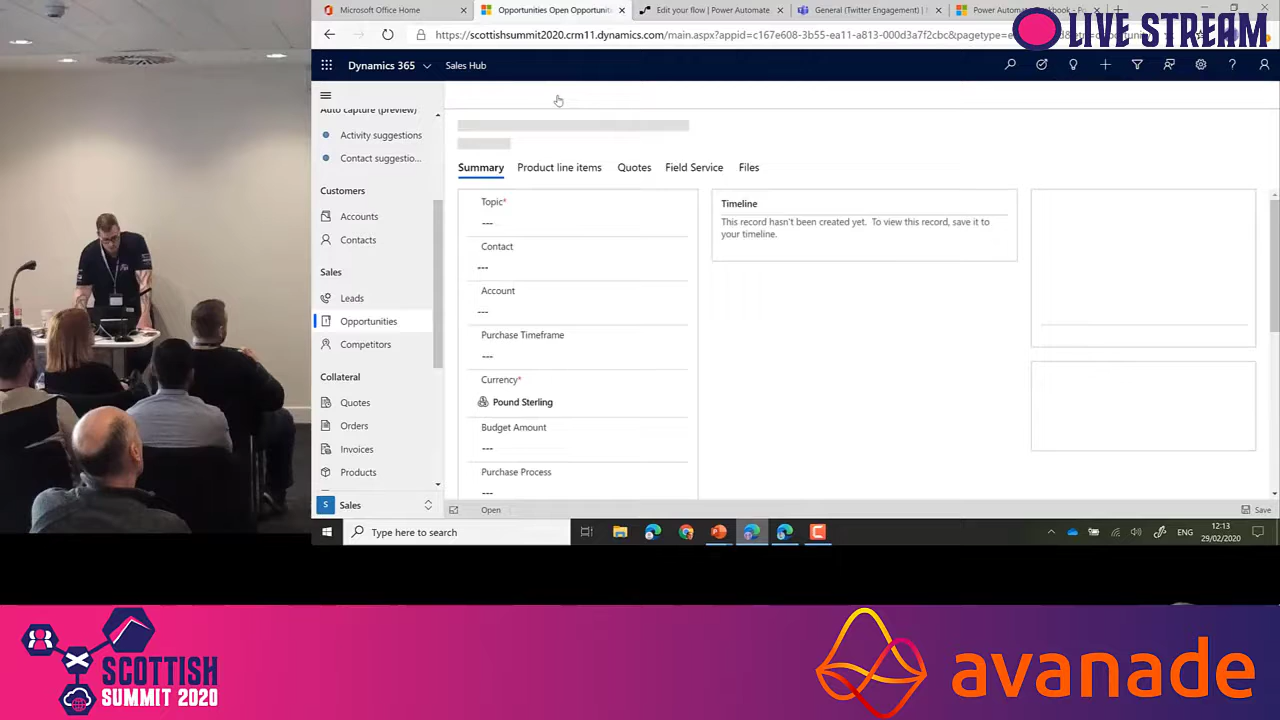 Microsoft Office Home
Opportunities Open Opportuniti
Edit your flow | Power Automate
General (Twitter Engagement) |
Power Automate
LIVE STREAM
https://scottishsummit2020.crm11.dynamics.com/main.aspx?appid=c167e608-3b55-ea11-a813-000d3a7f2cbc&pagetype=e
Dynamics 365
Sales Hub
Auto capture (preview)
Activity suggestions
Contact suggestio...
Customers
Accounts
Contacts
Sales
Leads
Opportunities
Competitors
Collateral
Quotes
Orders
Invoices
Products
S
Sales
Summary
Product line items
Quotes
Field Service
Files
Topic*
---
Contact
---
Account
---
Purchase Timeframe
---
Currency*
Pound Sterling
Budget Amount
---
Purchase Process
---
Timeline
This record hasn't been created yet. To view this record, save it to
your timeline.
Open
Save
Type here to search
ENG
12:13
29/02/2020
SCOTTISH
SUMMIT 2020
avanade